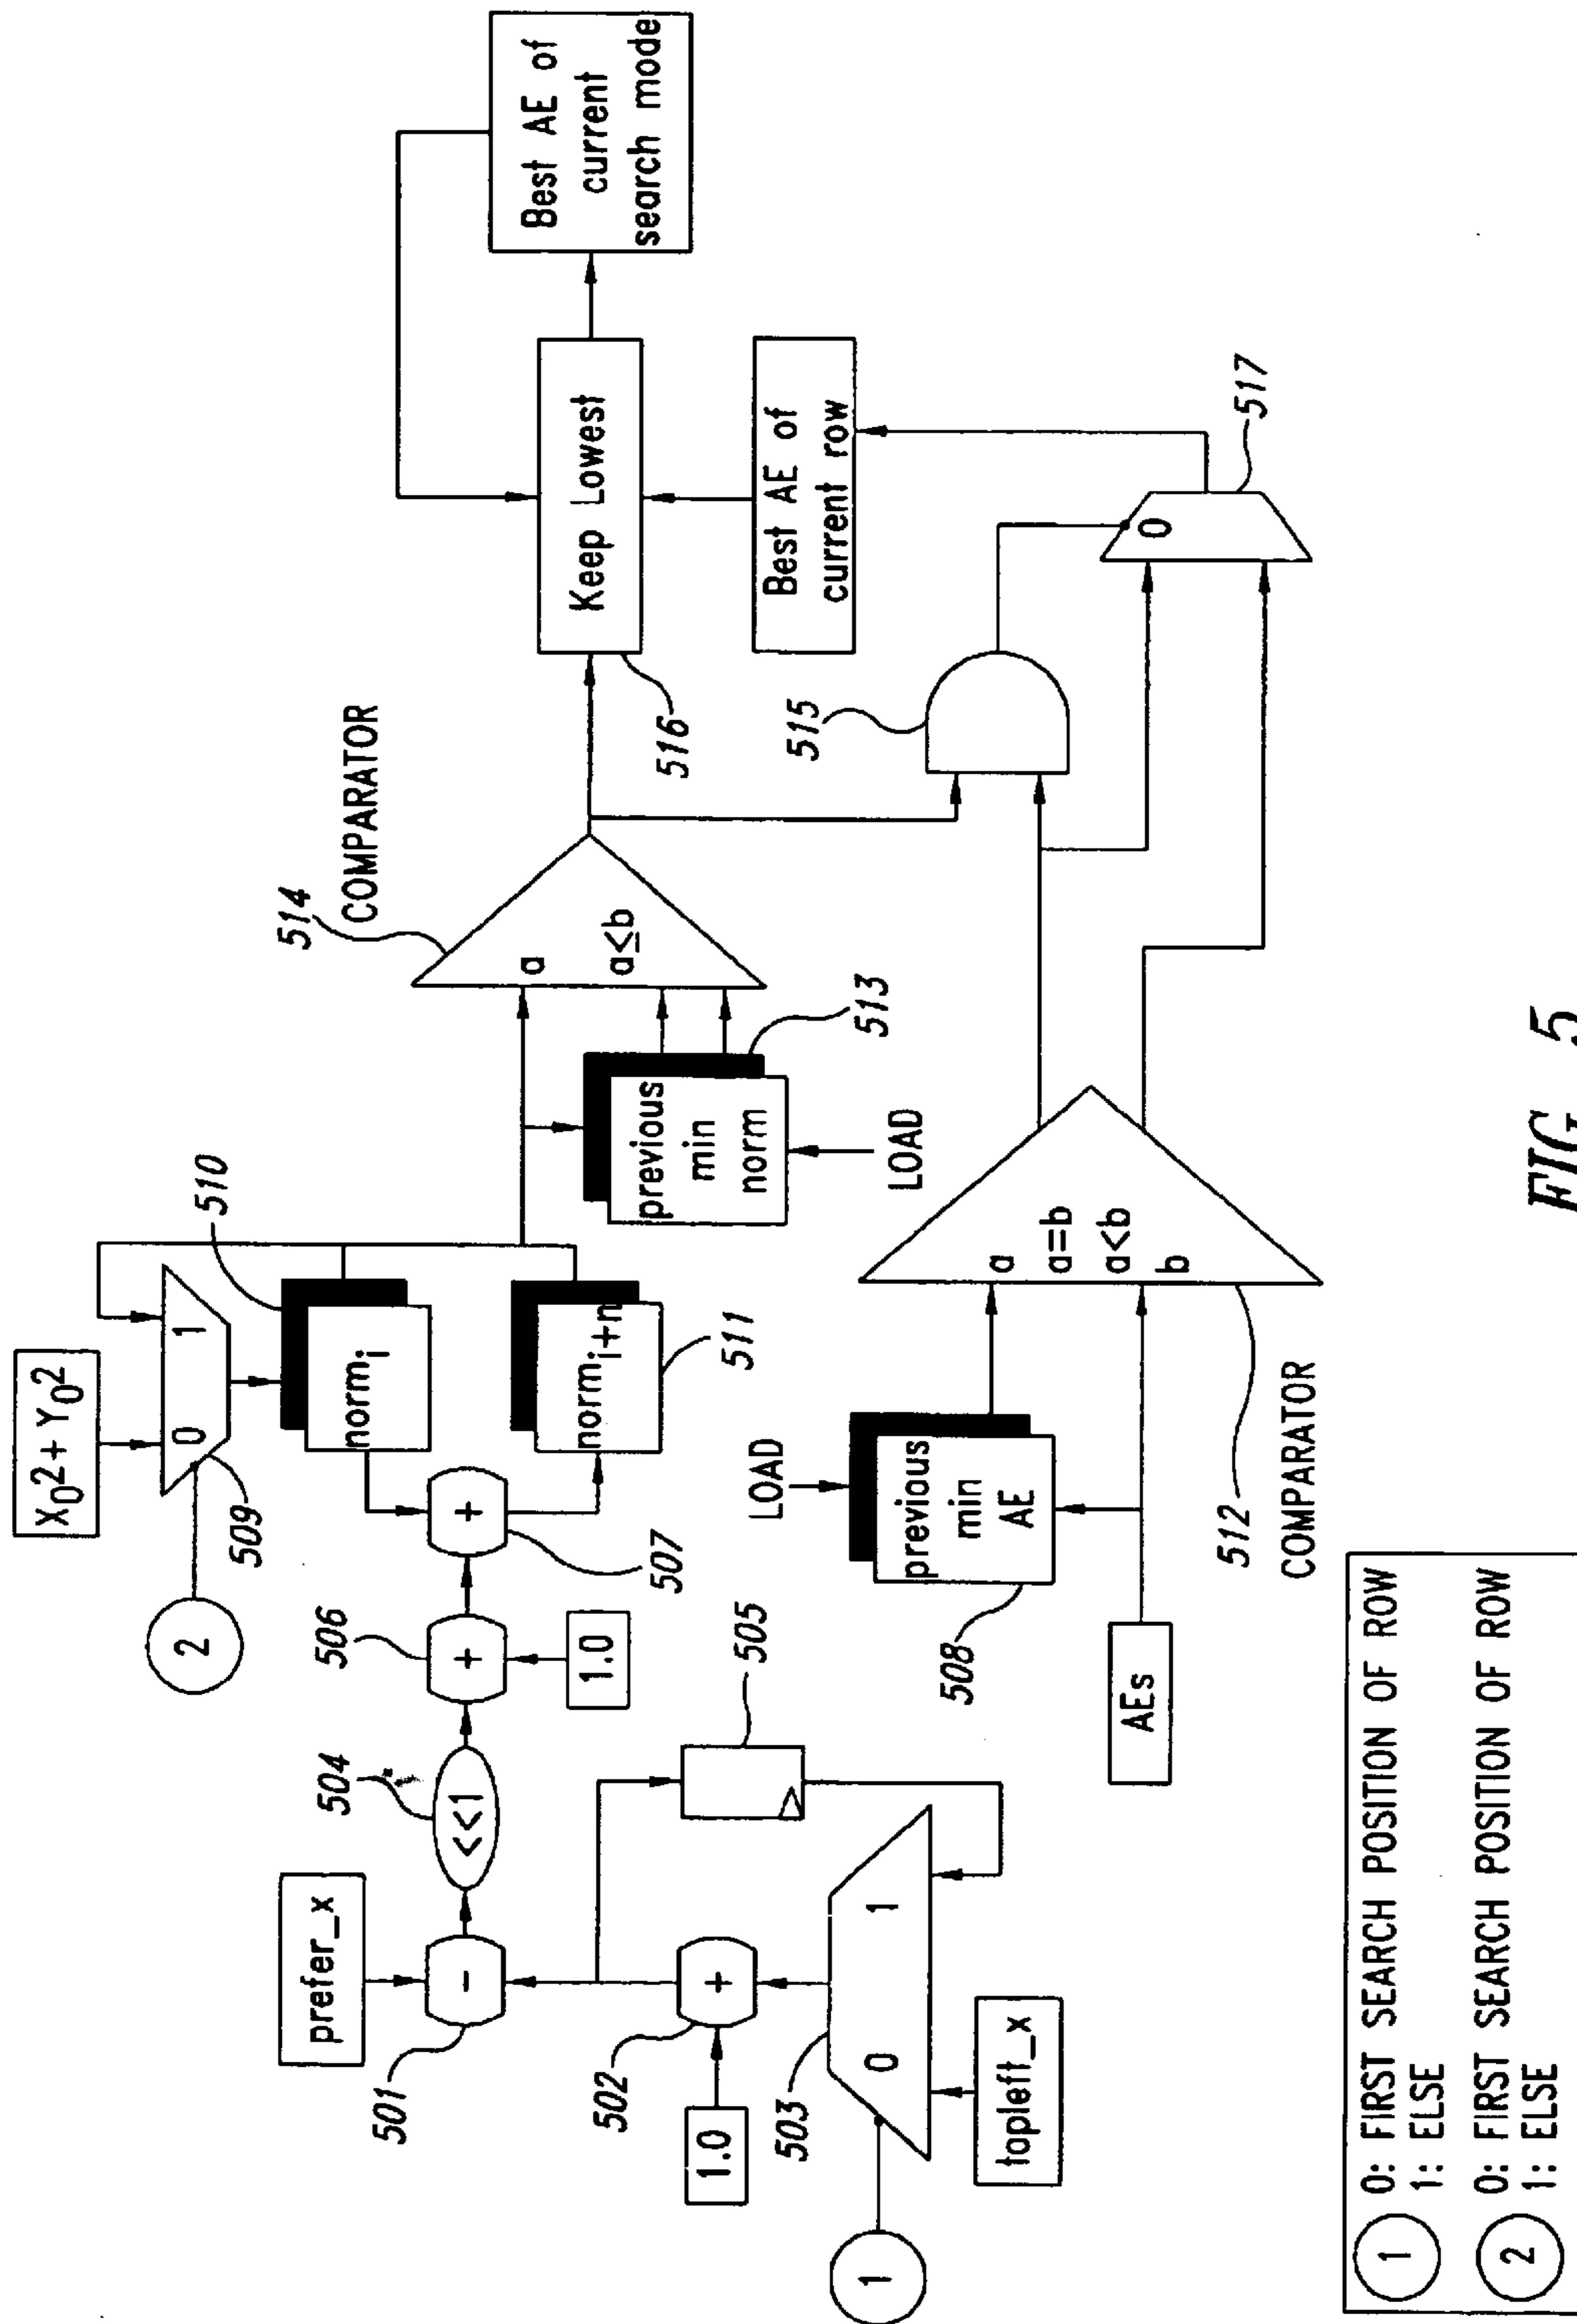 X₀2+ Y₀2
2
0 1
509
510
norm i
norm i+n
511
prefer_x
-
501
<<1
504
+
506
1.0
+
507
1.0
+
502
505
0 1
503
topleft_x
1
previous
min
norm
513
LOAD
a
a≤b
514
COMPARATOR
Keep Lowest
516
Best AE of
current
search mode
Best AE of
current row
515
0
517
LOAD
previous
min
AE
508
AEs
a
a=b
a<b
b
512
COMPARATOR
1 0: FIRST SEARCH POSITION OF ROW
1: ELSE
2 0: FIRST SEARCH POSITION OF ROW
1: ELSE
FIG. 5